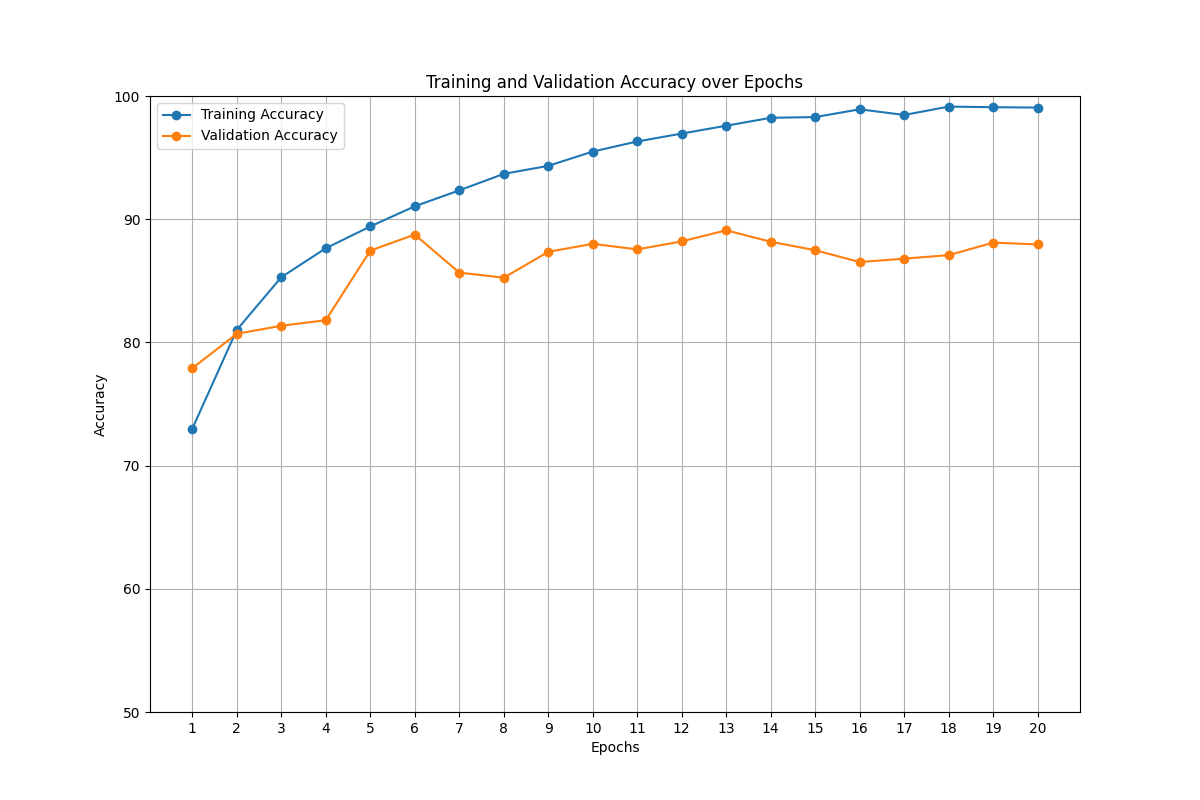 Training and Validation Accuracy over Epochs
100
Training Accuracy
Validation Accuracy
90
80
Accuracy
70
60
50
1 2 3 4 5 6 7 8 9 10 11 12 13 14 15 16 17 18 19 20
Epochs